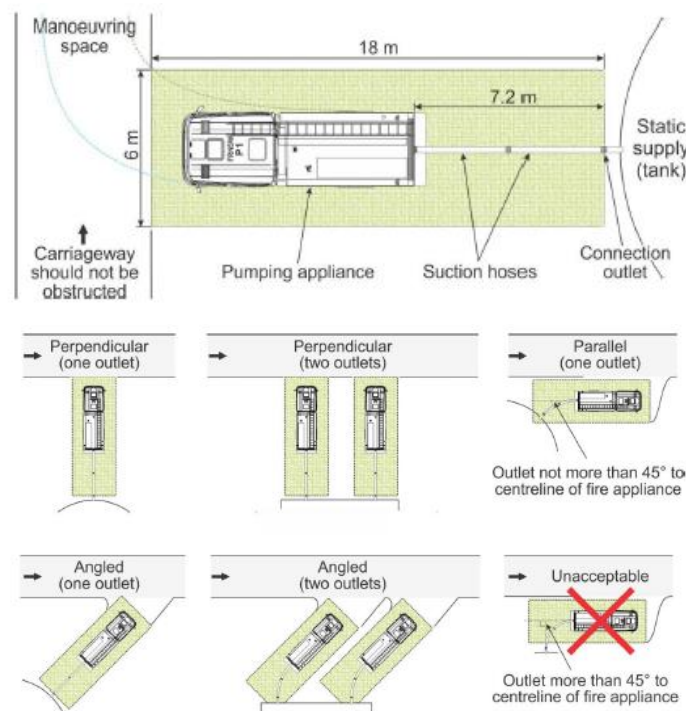 Manoeuvring
space
18 m
7.2 m
6 m
Static
supply
(tank)
P1
Carriageway
should not be
obstructed
Pumping appliance
Suction hoses
Connection
outlet
Perpendicular
(one outlet)
Perpendicular
(two outlets)
Parallel
(one outlet)
Outlet not more than 45° to
centreline of fire appliance
Angled
(one outlet)
Angled
(two outlets)
Unacceptable
Outlet more than 45° to
centreline of fire appliance